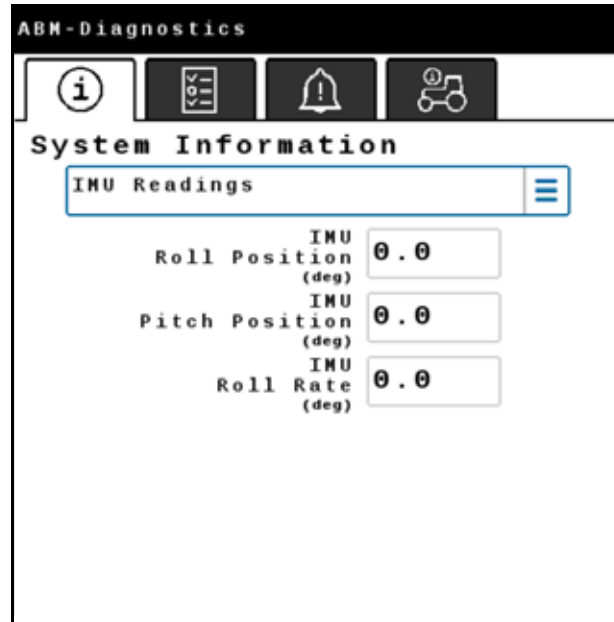 ABM-Diagnostics
System Information
IMU Readings
IMU
Roll Position
(deg)
0.0
IMU
Pitch Position
(deg)
0.0
IMU
Roll Rate
(deg)
0.0